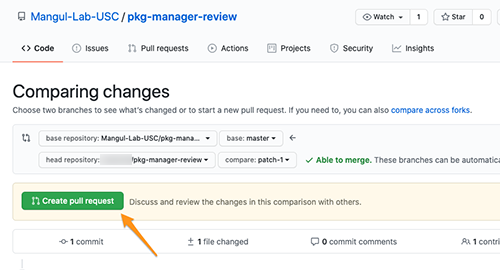 Mangul-Lab-USC / pkg-manager-review
Watch 1 Star 0
Code Issues Pull requests Actions Projects Security Insights
Comparing changes
Choose two branches to see what's changed or to start a new pull request. If you need to, you can also compare across forks.
base repository: Mangul-Lab-USC/pkg-mana... base: master
head repository: /pkg-manager-review compare: patch-1 Able to merge. These branches can be automatica
Create pull request Discuss and review the changes in this comparison with others.
1 commit 1 file changed 0 commit comments 1 contri